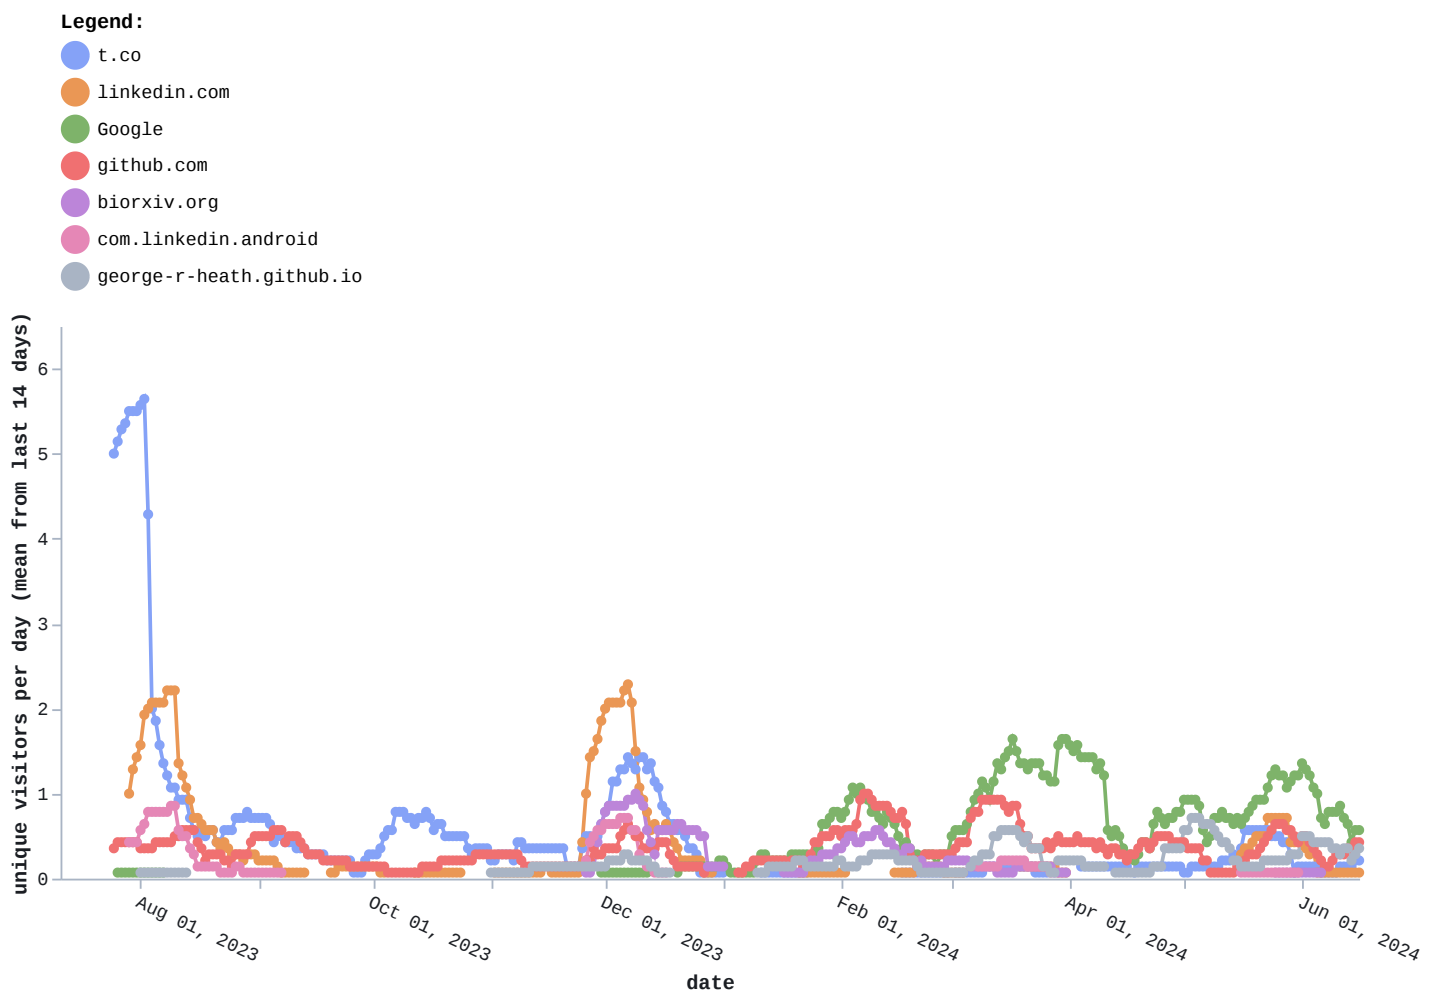 Legend:
t.co
linkedin.com
Google
github.com
biorxiv.org
com.linkedin.android
george-r-heath.github.io
unique visitors per day (mean from last 14 days)
6
5
4
3
2
1
0
Aug 01, 2023
Oct 01, 2023
Dec 01, 2023
Feb 01, 2024
Apr 01, 2024
Jun 01, 2024
date